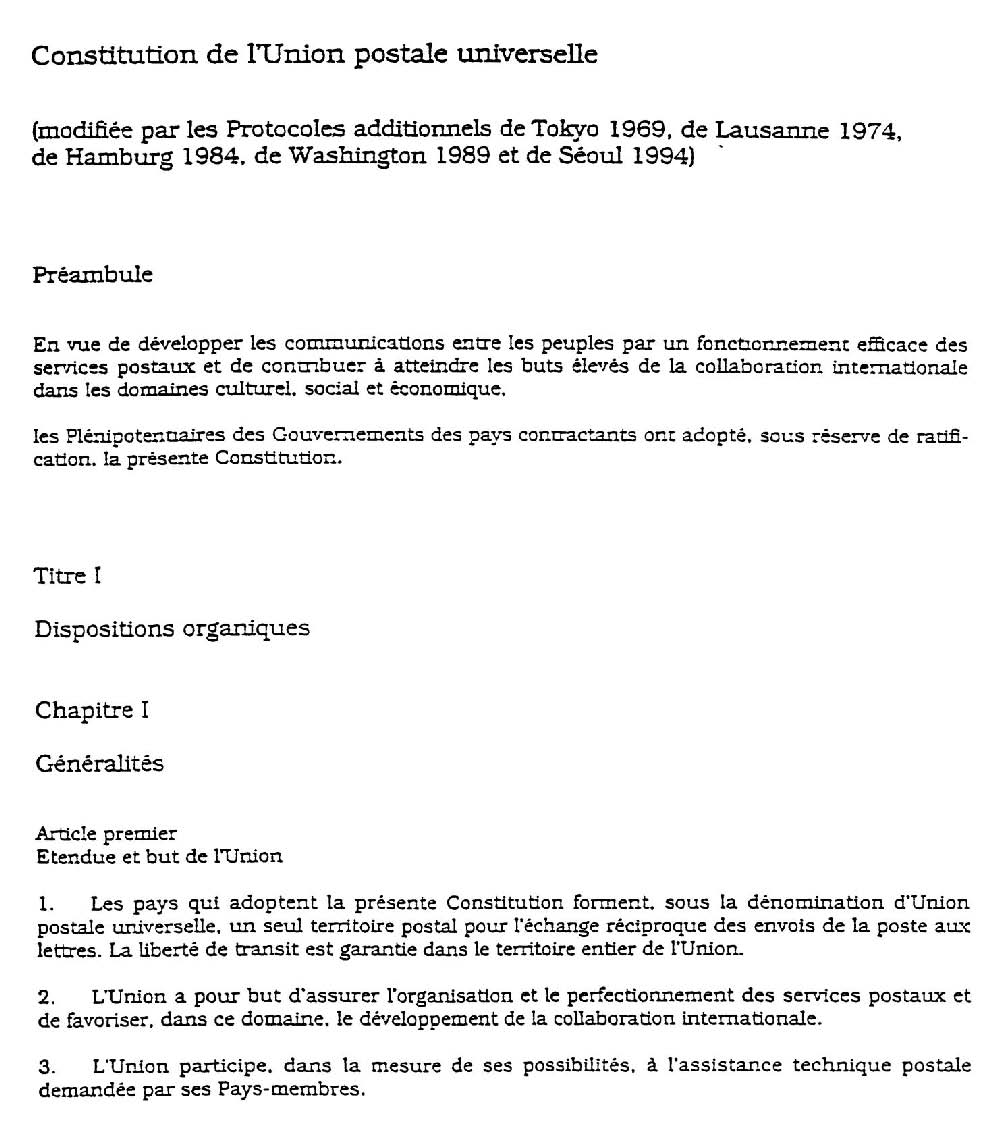 Constitution de l'Union postale universelle
(modifiée par les Protocoles additionnels de Tokyo 1969, de Lausanne 1974,
de Hamburg 1984, de Washington 1989 et de Séoul 1994)
Préambule
En vue de développer les communications entre les peuples par un fonctionnement efficace des
services postaux et de contribuer à atteindre les buts élevés de la collaboration internationale
dans les domaines culturel, social et économique,
les Plénipotentiaires des Gouvernements des pays contractants ont adopté, sous réserve de ratifi-
cation, la présente Constitution.
Titre I
Dispositions organiques
Chapitre I
Généralités
Article premier
Etendue et but de l'Union
1. Les pays qui adoptent la présente Constitution forment, sous la dénomination d'Union
postale universelle, un seul territoire postal pour l'échange réciproque des envois de la poste aux
lettres. La liberté de transit est garantie dans le territoire entier de l'Union.
2. L'Union a pour but d'assurer l'organisation et le perfectionnement des services postaux et
de favoriser, dans ce domaine, le développement de la collaboration internationale.
3. L'Union participe, dans la mesure de ses possibilités, à l'assistance technique postale
demandée par ses Pays-membres.